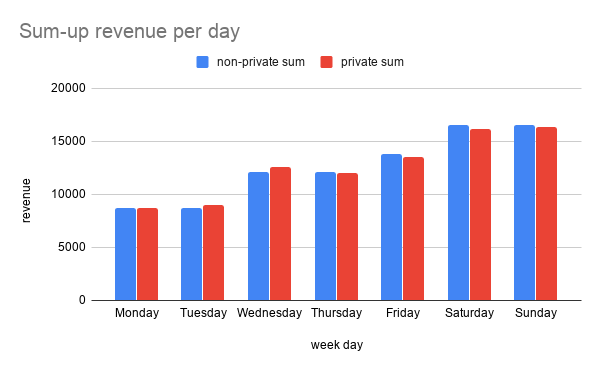 Sum-up revenue per day
non-private sum private sum
20000
15000
10000
5000
0
revenue
Monday Tuesday Wednesday Thursday Friday Saturday Sunday
week day